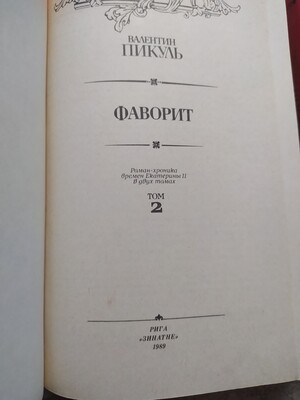 ВАЛЕНТИН
ПИКУЛЬ
ФАВОРИТ
Роман-хроника
времен Екатерины II
в двух томах
ТОМ
2
РИГА
«ЗИНАТНЕ»
1989